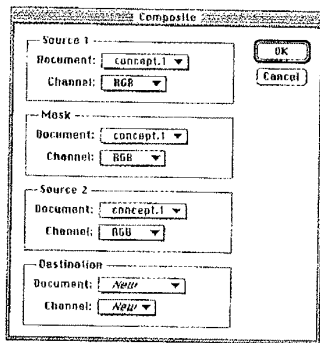 Composite
Source 1
Document: concept.1
Channel: RGB
OK
Cancel
Mask
Document: concept.1
Channel: RGB
Source 2
Document: concept.1
Channel: RGB
Destination
Document: New
Channel: New